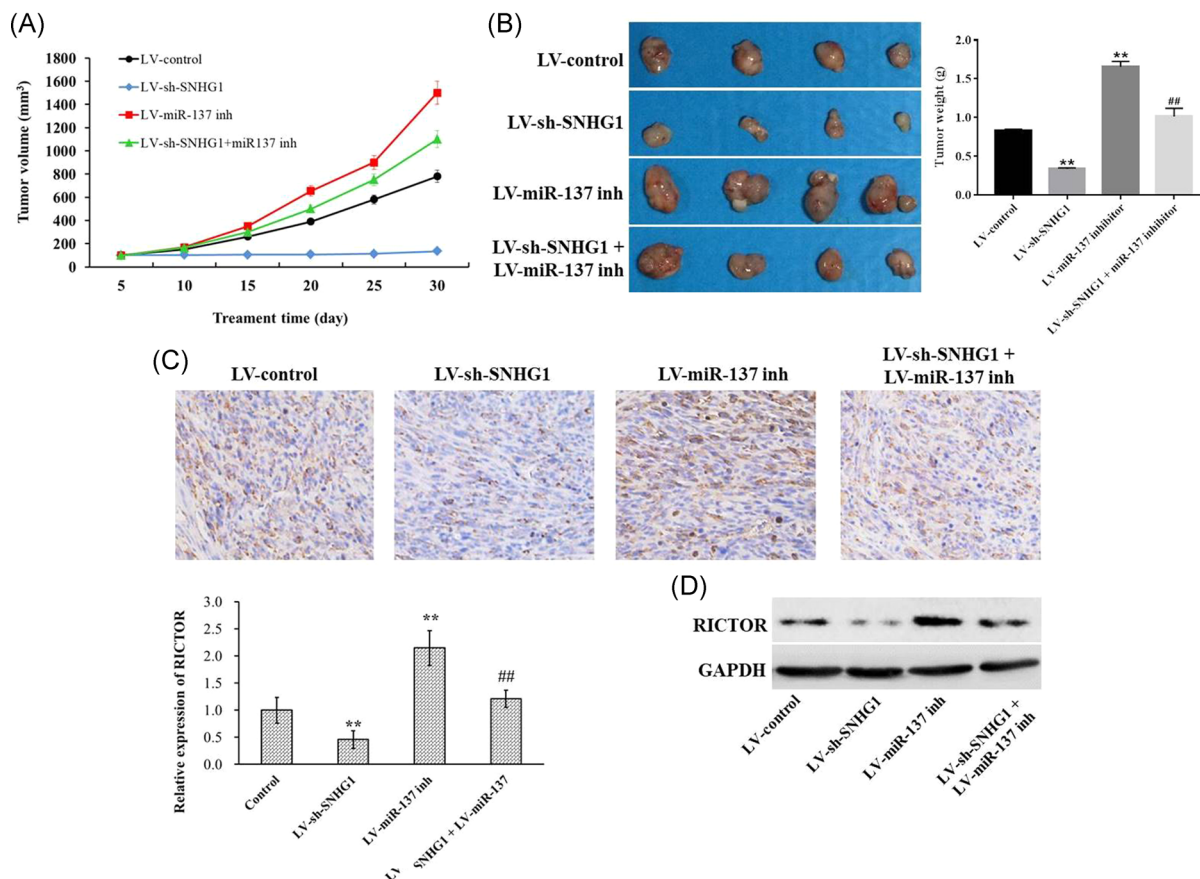 (A)
1800
1600
1400
1200
1000
800
600
400
200
0
Tumor volume (mm³)
LV-control
LV-sh-SNHG1
LV-miR-137 inh
LV-sh-SNHG1+miR137 inh
5 10 15 20 25 30
Treament time (day)
(B)
LV-control
LV-sh-SNHG1
LV-miR-137 inh
LV-sh-SNHG1 +
LV-miR-137 inh
Tumor weight (g)
2.0
1.5
1.0
0.5
0.0
**
**
##
LV-control
LV-sh-SNHG1
LV-miR-137 inhibitor
LV-sh-SNHG1 + miR-137 inhibitor
(C)
LV-control
LV-sh-SNHG1
LV-miR-137 inh
LV-sh-SNHG1 +
LV-miR-137 inh
Relative expression of RICTOR
3.0
2.5
2.0
1.5
1.0
0.5
0.0
**
**
##
Control
LV-sh-SNHG1
LV-miR-137 inh
LV SNHG1 + LV-miR-137
(D)
RICTOR
GAPDH
LV-control
LV-sh-SNHG1
LV-miR-137 inh
LV-sh-SNHG1 +
LV-miR-137 inh